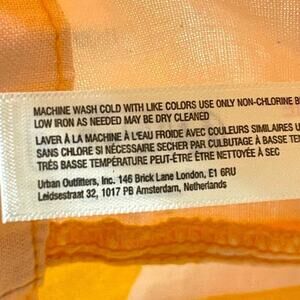 MACHINE WASH COLD WITH LIKE COLORS USE ONLY NON-CHLORINE
LOW IRON AS NEEDED MAY BE DRY CLEANED
LAVER À LA MACHINE À L'EAU FROIDE AVEC COULEURS SIMILAIRES
SANS CHLORE SI NÉCESSAIRE SECHER PAR CULBUTAGE
TRÈS BASSE TEMPÉRATURE PEUT-ÊTRE ÊTRE NETTOYÉE À SEC
Urban Outfitters, Inc. 146 Brick Lane London, E1 6RU
Leidsestraat 32, 1017 PB Amsterdam, Netherlands